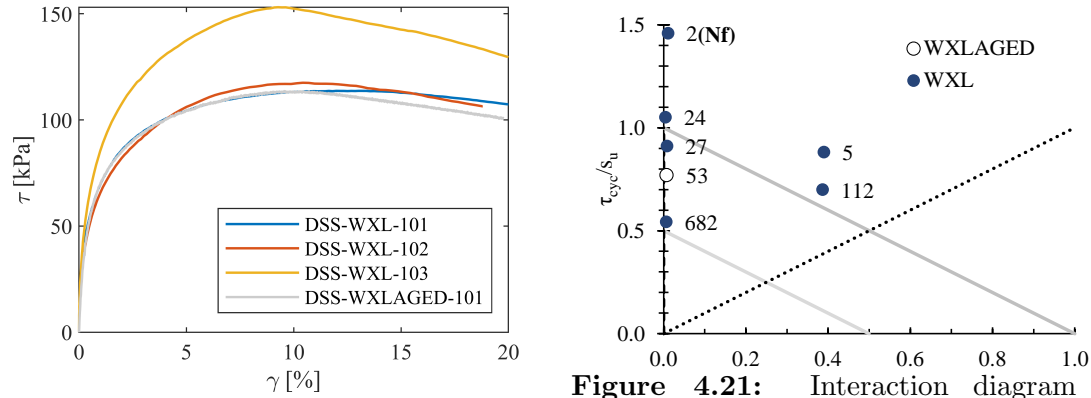 150
100
50
0
τ [kPa]
0 5 10 15 20
γ [%]
DSS-WXL-101
DSS-WXL-102
DSS-WXL-103
DSS-WXLAGED-101
1.5
1.0
0.5
0.0
τcyc/su
0.0 0.2 0.4 0.6 0.8 1.0
2(Nf)
24
27
53
682
5
112
WXLAGED
WXL
Figure 4.21: Interaction diagram